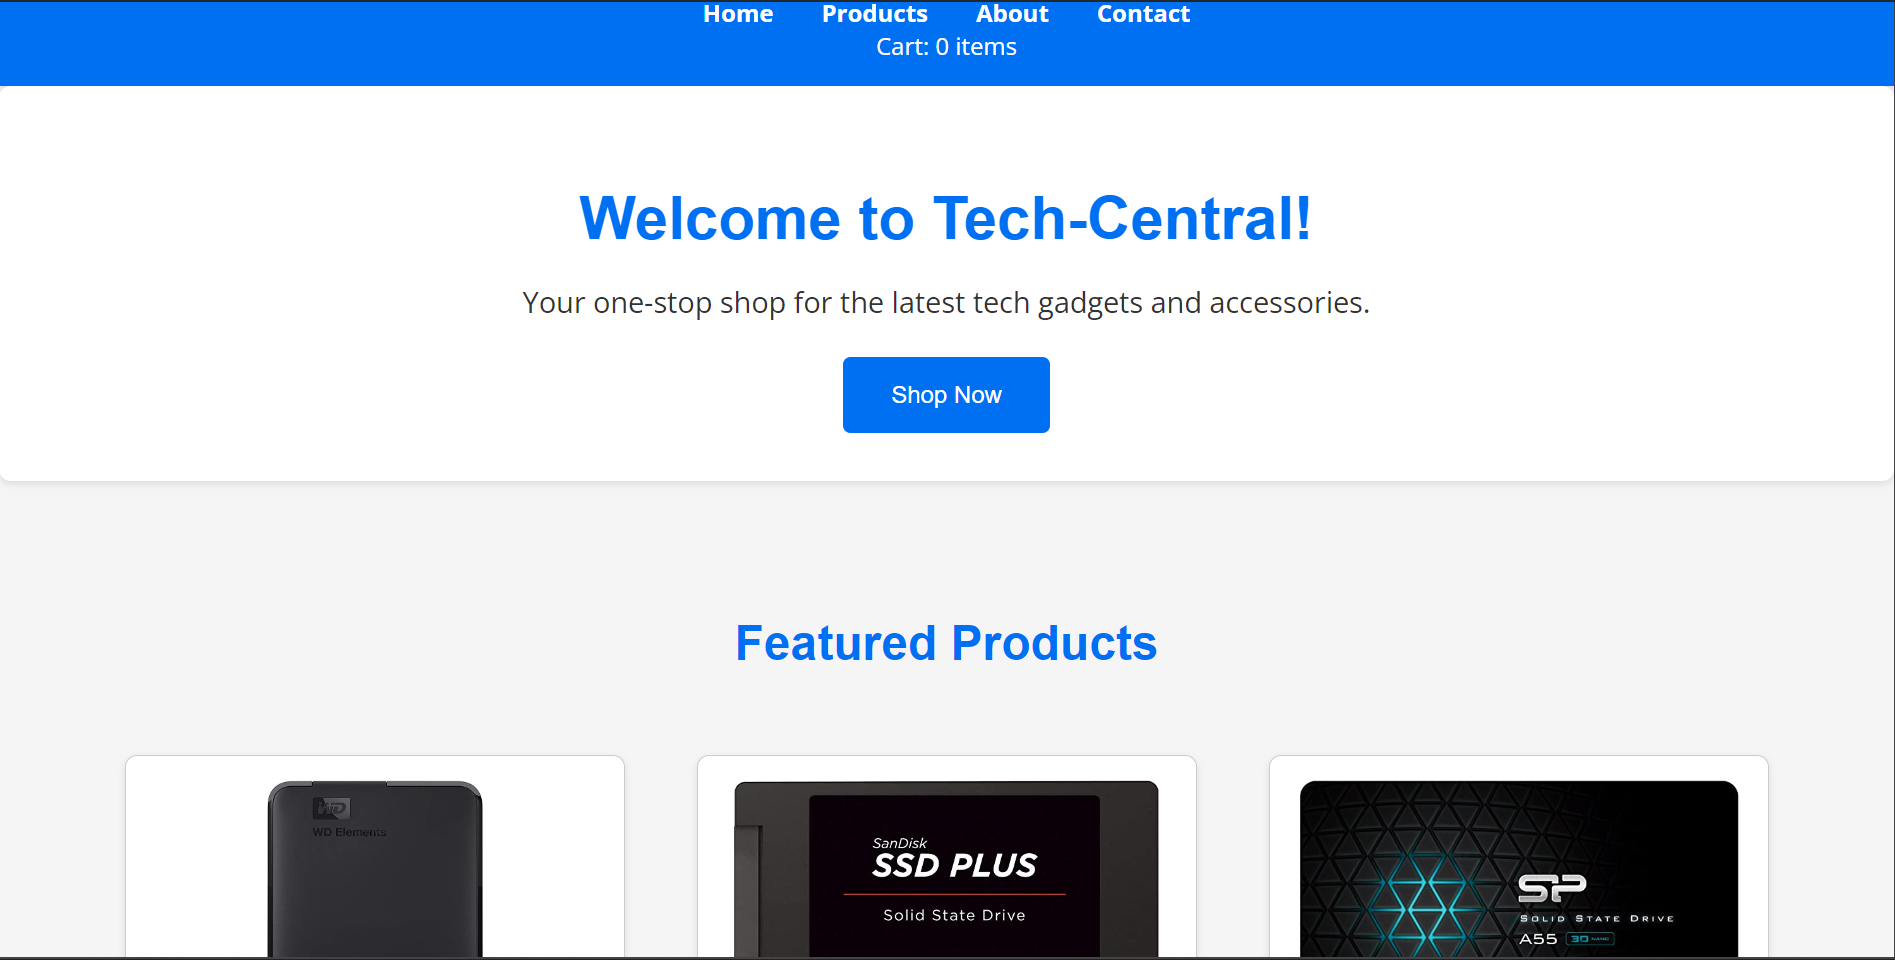 Home Products About Contact
Cart: 0 items
Welcome to Tech-Central!
Your one-stop shop for the latest tech gadgets and accessories.
Shop Now
Featured Products
WD
WD Elements
SanDisk
SSD PLUS
Solid State Drive
SP
SOLID STATE DRIVE
A55 3D NAND